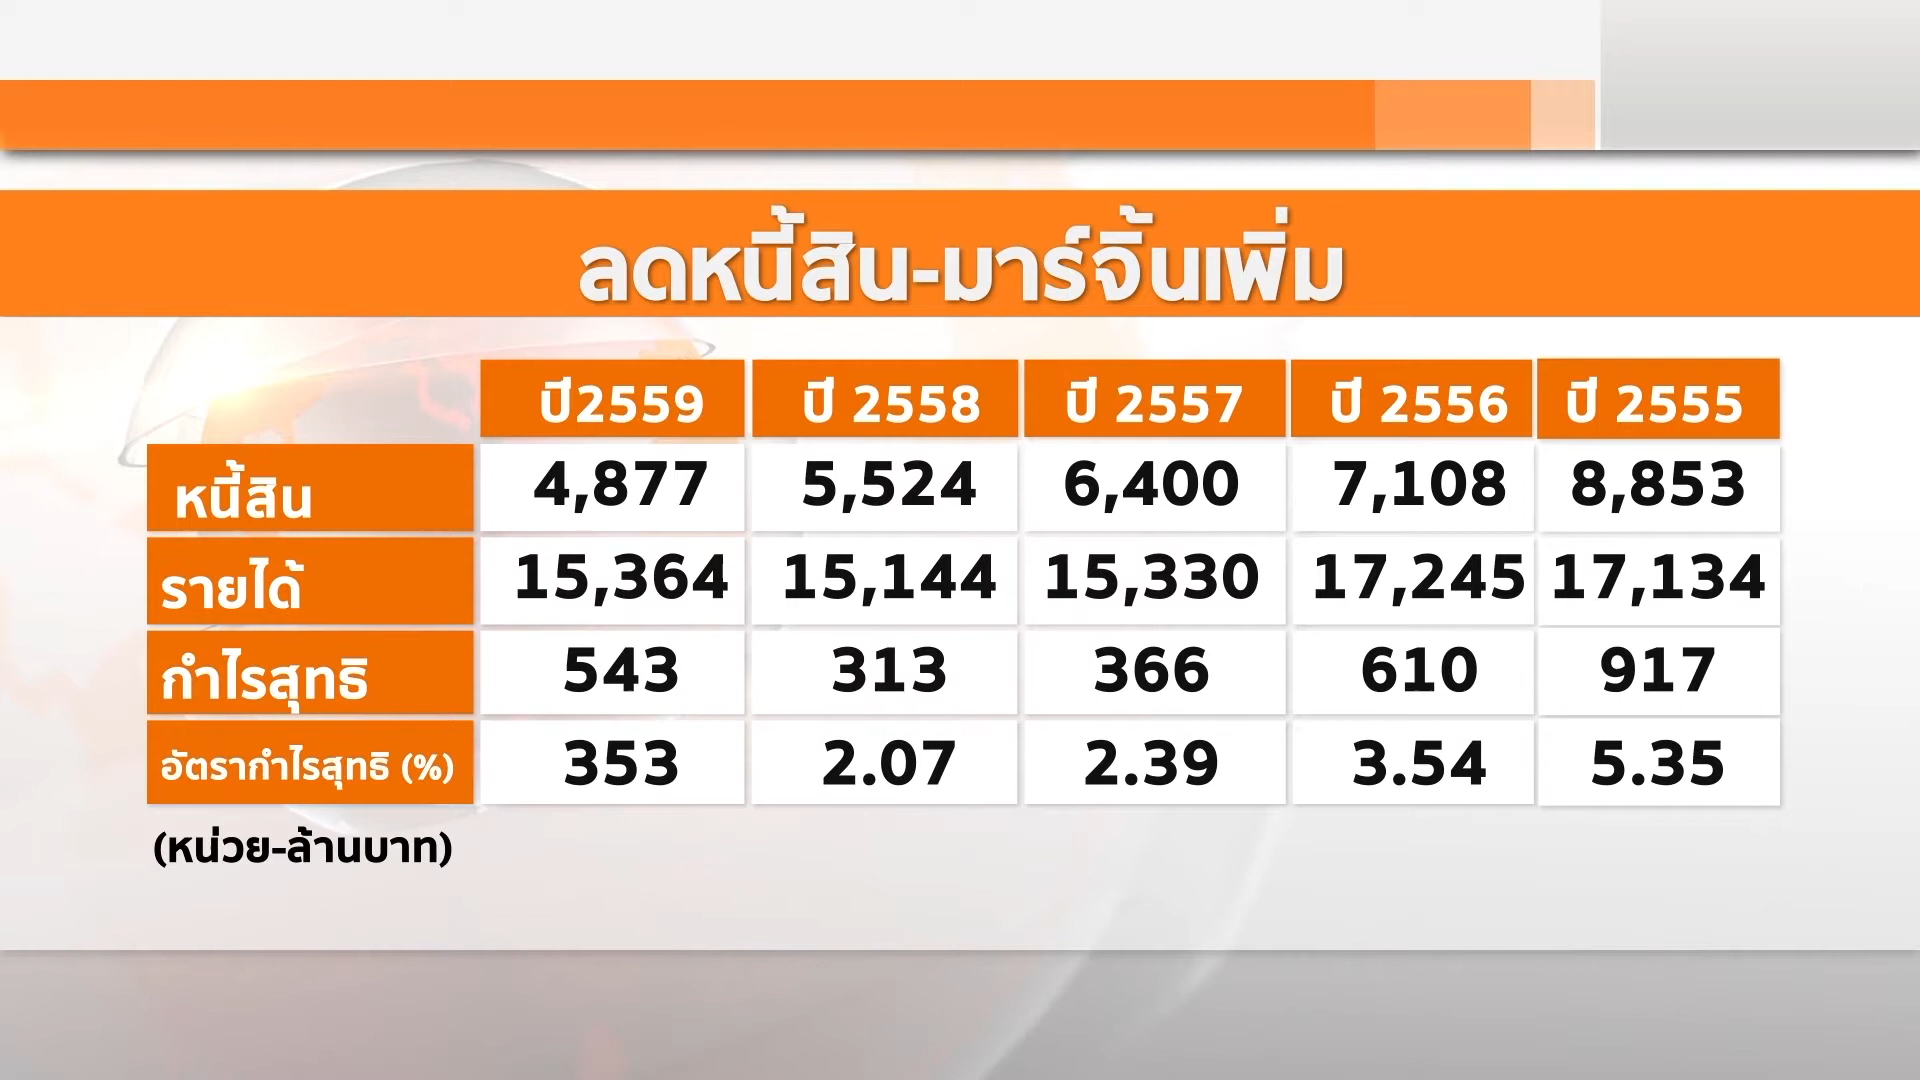 ลดหนี้สิน-มาร์จิ้นเพิ่ม
ปี2559 ปี 2558 ปี 2557 ปี 2556 ปี 2555
หนี้สิน 4,877 5,524 6,400 7,108 8,853
รายได้ 15,364 15,144 15,330 17,245 17,134
กำไรสุทธิ 543 313 366 610 917
อัตรากำไรสุทธิ (%) 353 2.07 2.39 3.54 5.35
(หน่วย-ล้านบาท)